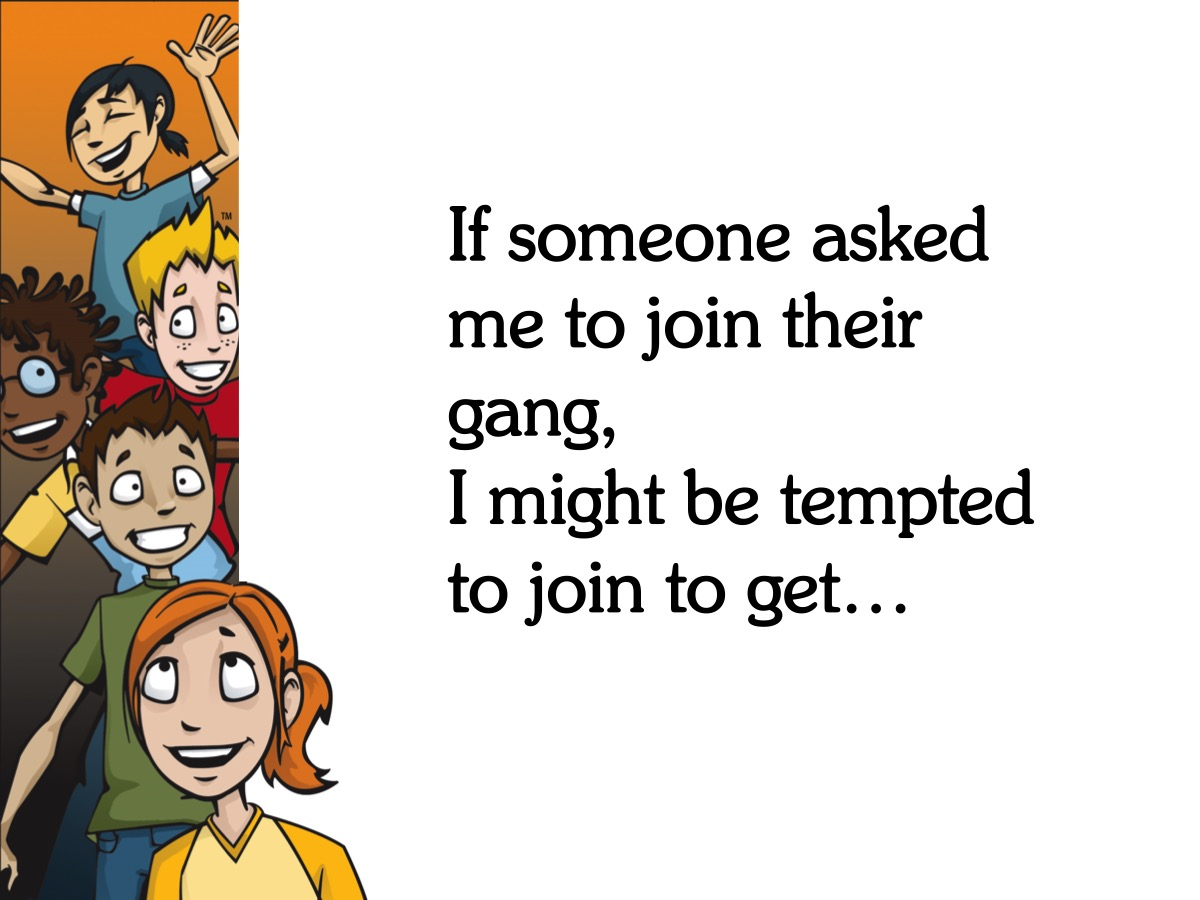 TM
If someone asked
me to join their
gang,
I might be tempted
to join to get…